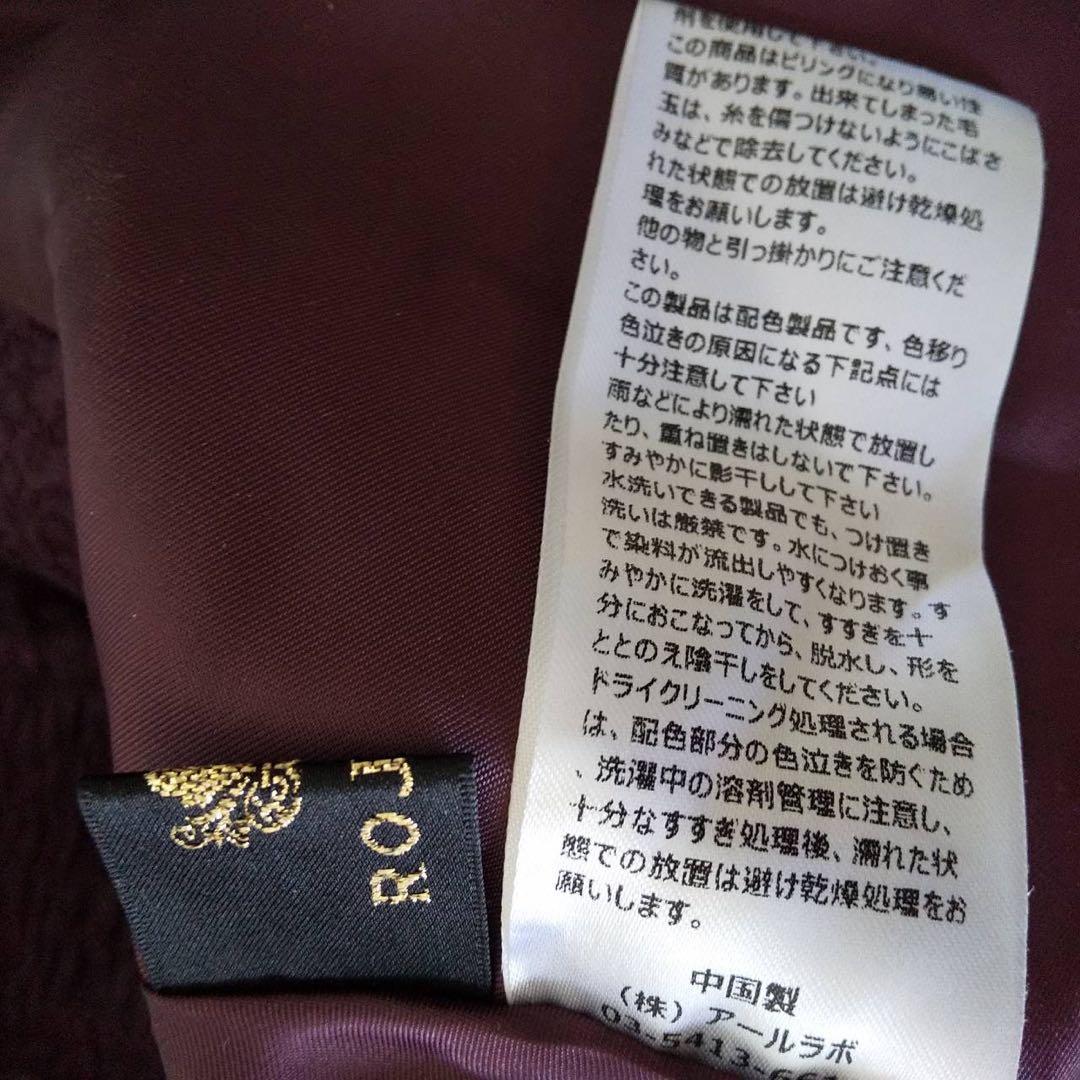 剤を使用して下さい。
この商品はピリングになり易い性
質があります。出来てしまった毛
玉は、糸を傷つけないようにこばさ
みなどで除去してください。
れた状態での放置は避け乾燥処
理をお願いします。
他の物と引っ掛かりにご注意くだ
さい。
この製品は配色製品です、色移り
色泣きの原因になる下記点には
十分注意して下さい
雨などにより濡れた状態で放置し
たり、重ね置きはしないで下さい。
すみやかに影干しして下さい
水洗いできる製品でも、つけ置き
洗いは厳禁です。水につけおく事
で染料が流出しやすくなります。す
みやかに洗濯をして、すすぎを十
分におこなってから、脱水し、形を
ととのえ陰干しをしてください。
ドライクリーニング処理される場合
は、配色部分の色泣きを防ぐため
、洗濯中の溶剤管理に注意し、
十分なすすぎ処理後、濡れた状
態での放置は避け乾燥処理をお
願いします。
中国製
(株) アールラボ
03-5413-66
ROJ